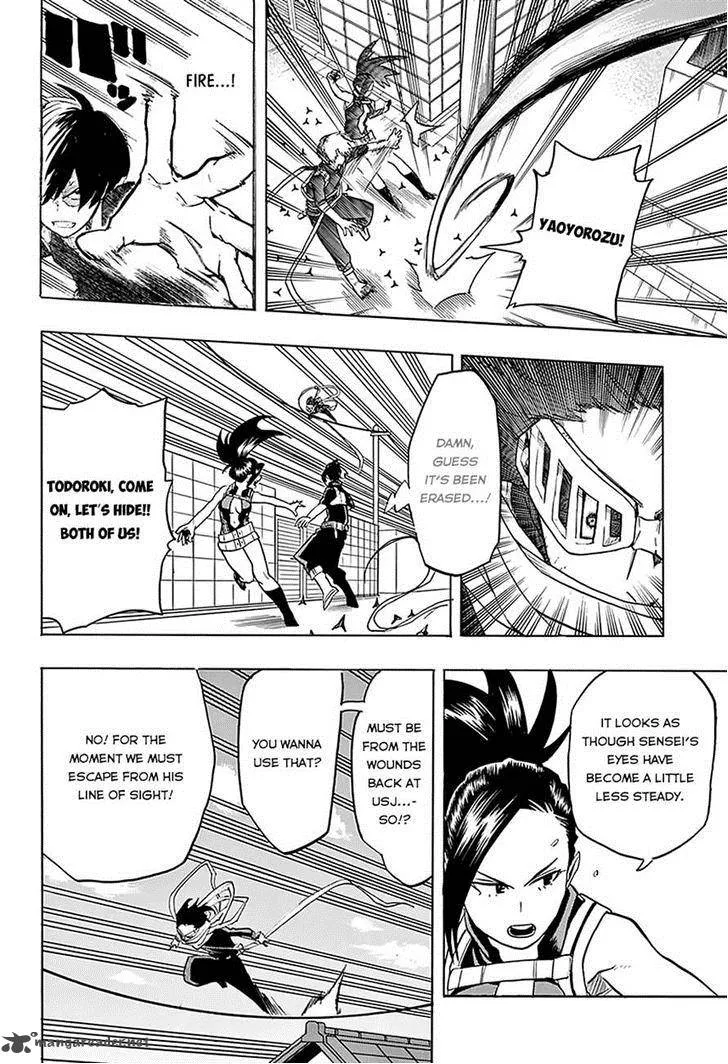 YAOYOROZU!
FIRE...!
DAMN,
GUESS
IT'S BEEN
ERASED...!
TODOROKI, COME
ON, LET'S HIDE!!
BOTH OF US!
IT LOOKS AS
THOUGH SENSEI'S
EYES HAVE
BECOME A LITTLE
LESS STEADY.
MUST BE
FROM THE
WOUNDS
BACK AT
USJ...-
SO!?
YOU WANNA
USE THAT?
NO! FOR THE
MOMENT WE MUST
ESCAPE FROM HIS
LINE OF SIGHT!
mangareader.net